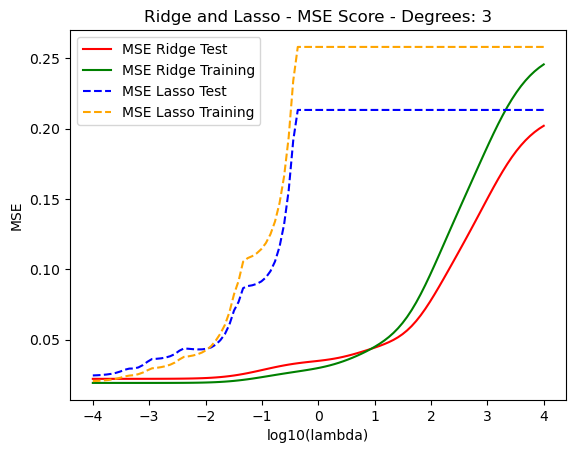 Ridge and Lasso - MSE Score - Degrees: 3
MSE Ridge Test
MSE Ridge Training
MSE Lasso Test
MSE Lasso Training
0.25
0.20
0.15
0.10
0.05
MSE
−4 −3 −2 −1 0 1 2 3 4
log10(lambda)